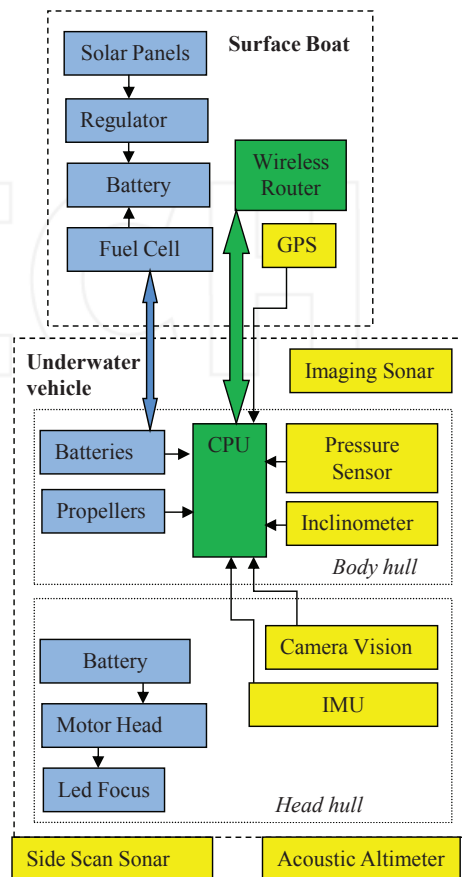 Surface Boat
Solar Panels
Regulator
Battery
Fuel Cell
Wireless
Router
GPS
Underwater
vehicle
Imaging Sonar
Batteries
Propellers
CPU
Pressure
Sensor
Inclinometer
Body hull
Camera Vision
IMU
Battery
Motor Head
Led Focus
Head hull
Side Scan Sonar
Acoustic Altimeter